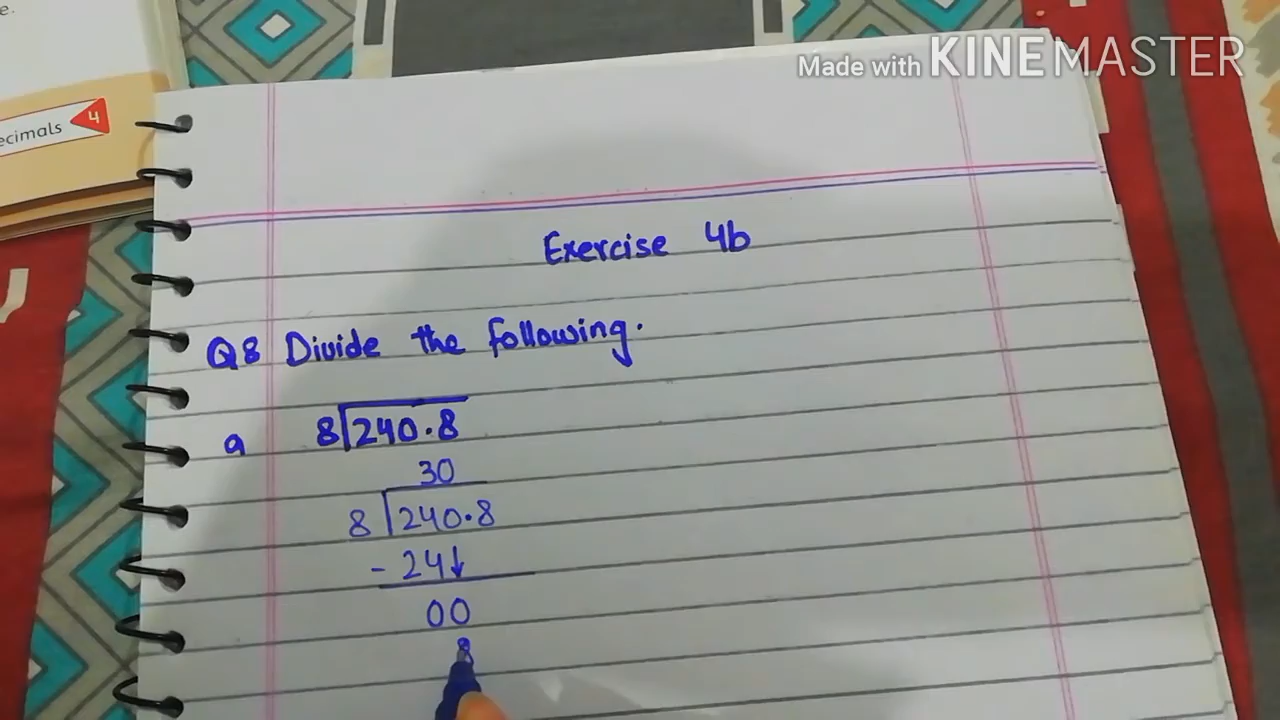 e.
Made with KINEMASTER
ecimals 4
Exercise 4b
Q8 Divide the following.
a 8 240.8
30
8 240.8
- 24↓
00